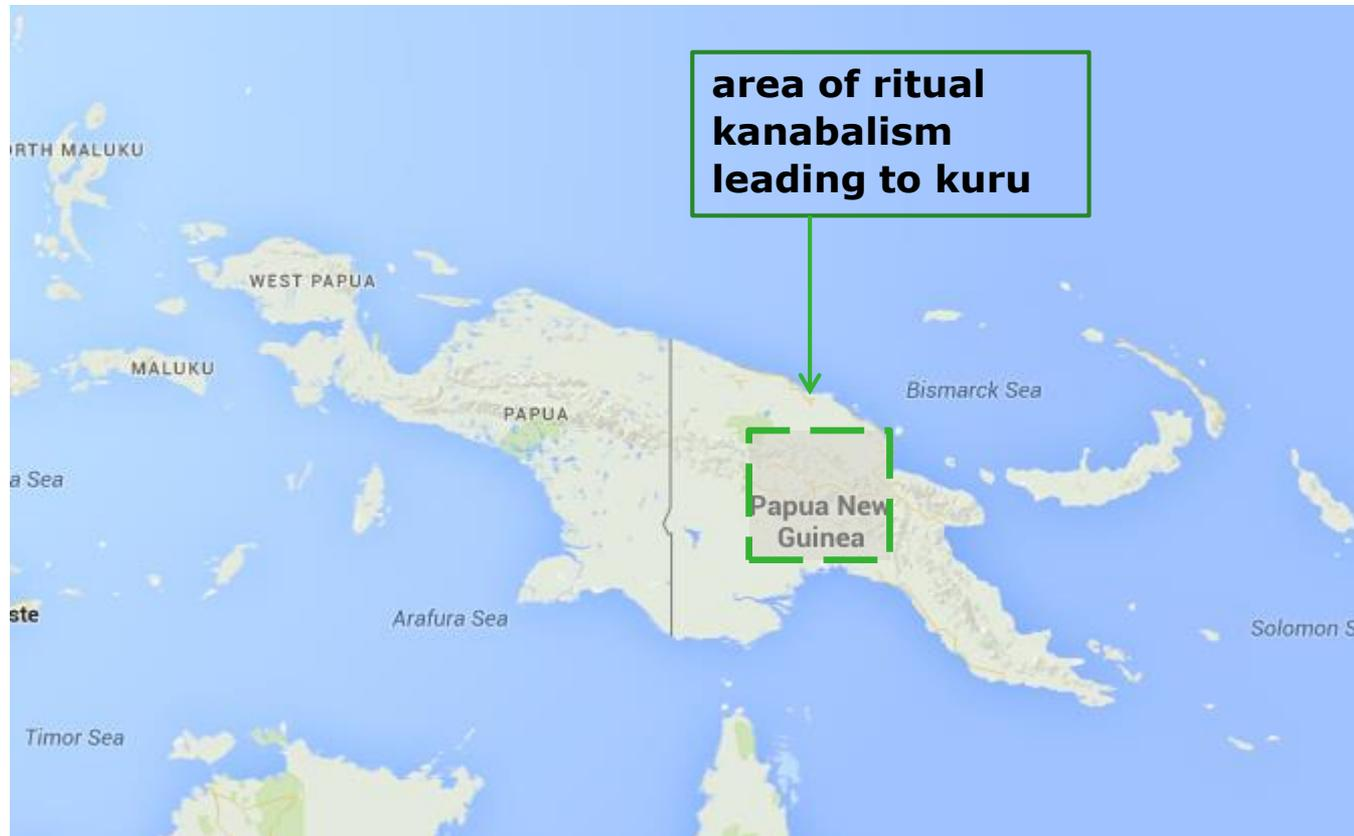 area of ritual
kanabalism
leading to kuru
RTH MALUKU
WEST PAPUA
MALUKU
Bismarck Sea
PAPUA
a Sea
Papua New
Guinea
ste
Arafura Sea
Solomon S
Timor Sea